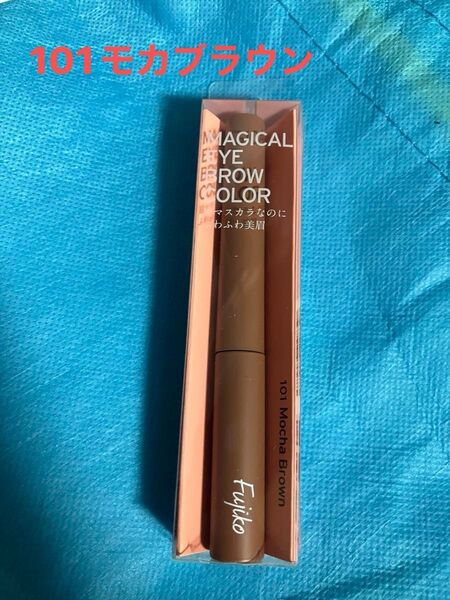 101モカブラウン
MAGICAL
EYE
BROW
COLOR
マスカラなのに
わふわ美眉
101 Mocha Brown
Fujiko